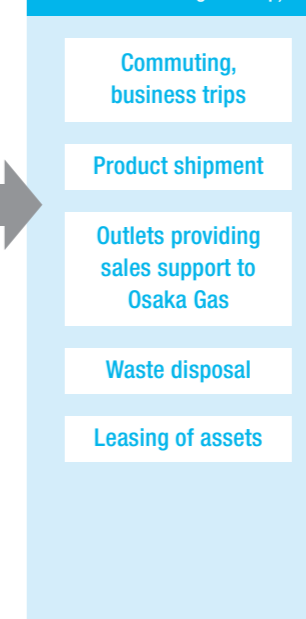 Commuting,
business trips
Product shipment
Outlets providing
sales support to
Osaka Gas
Waste disposal
Leasing of assets